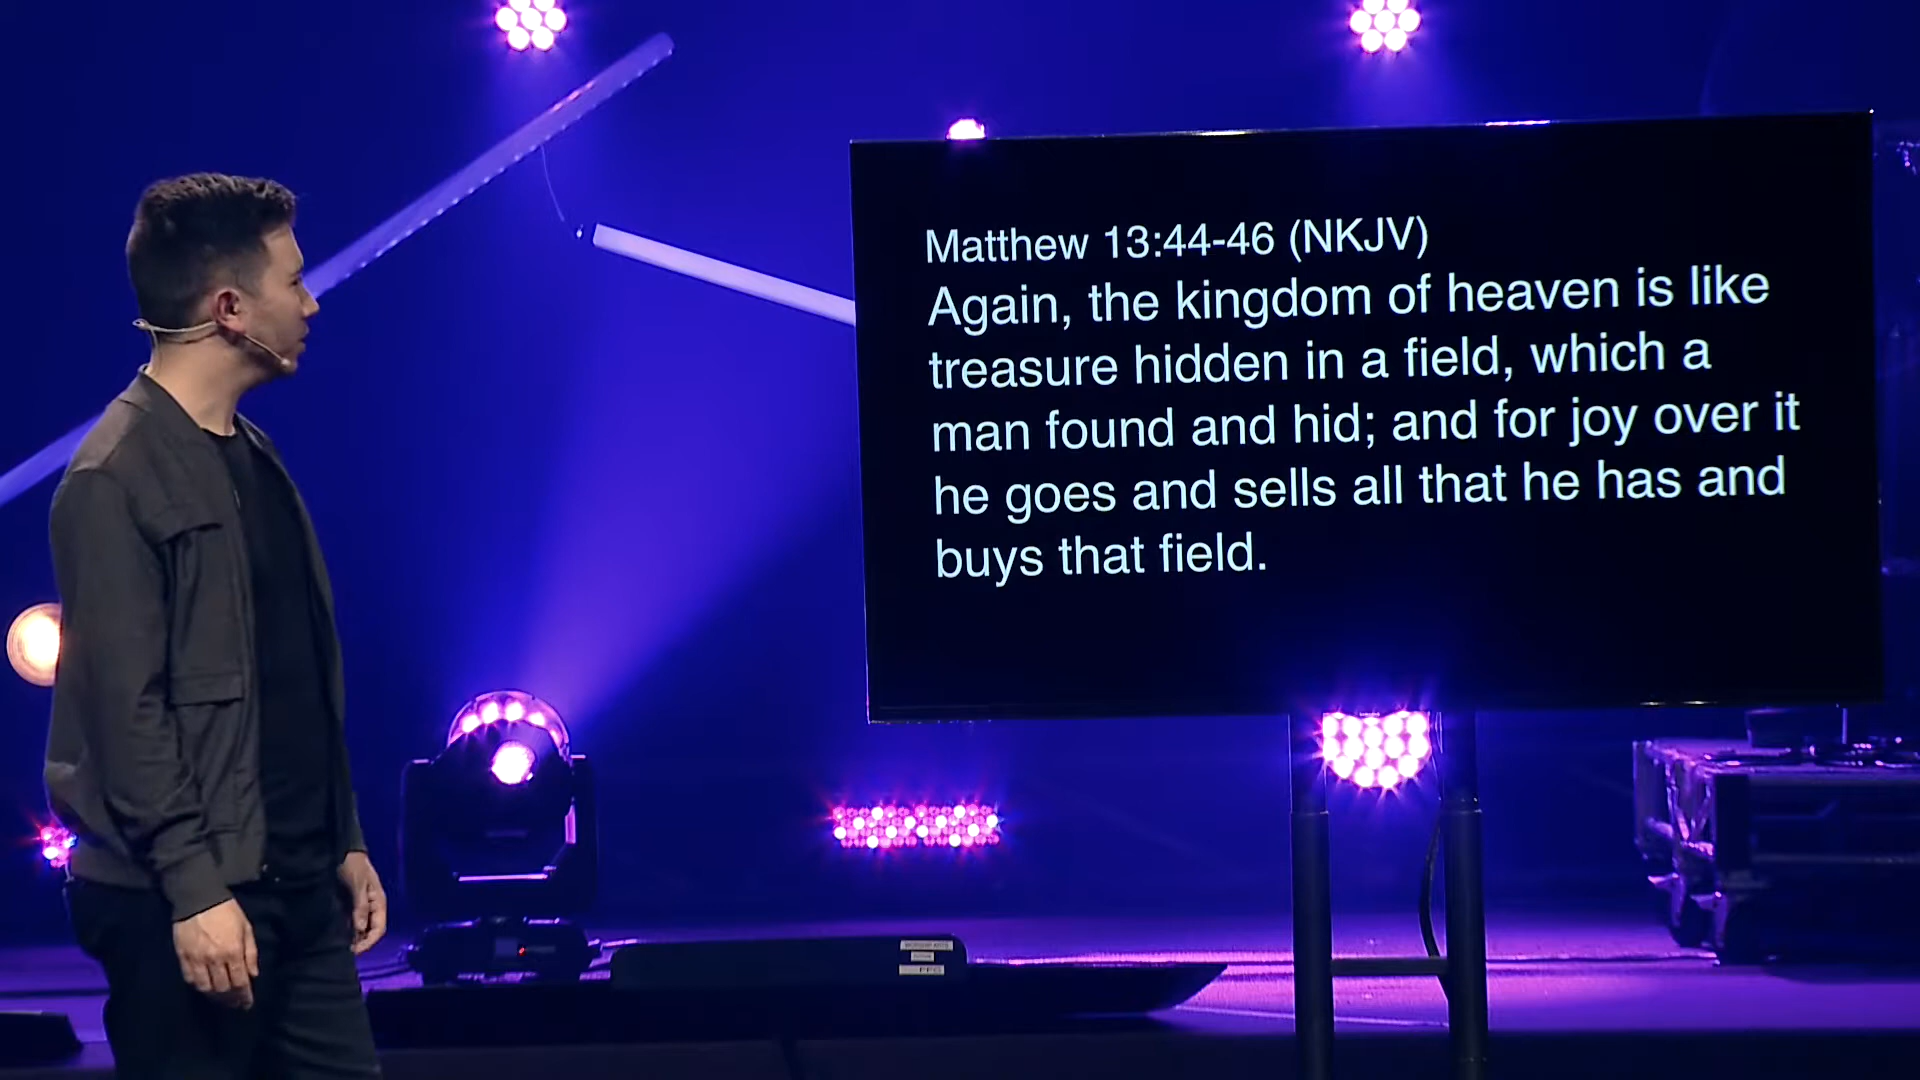 Matthew 13:44-46 (NKJV)
Again, the kingdom of heaven is like
treasure hidden in a field, which a
man found and hid; and for joy over it
he goes and sells all that he has and
buys that field.